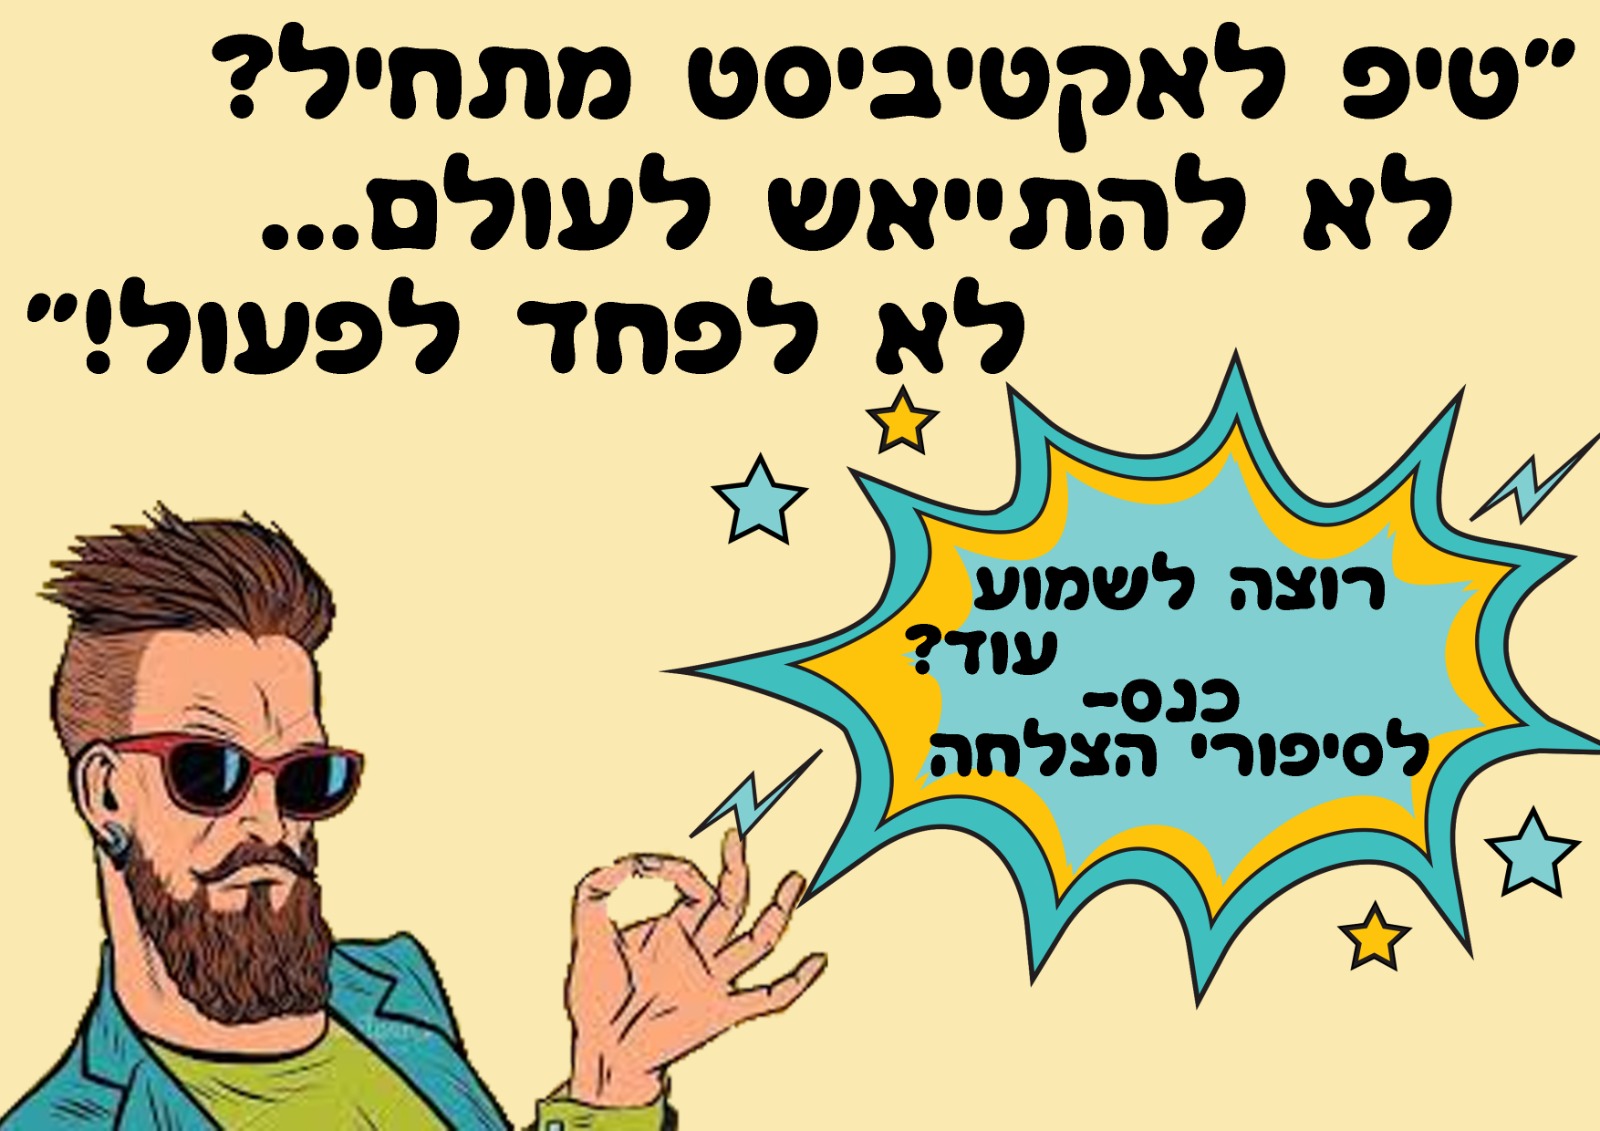 "טיפ לאקטיביסט מתחיל?
לא להתייאש לעולם...
לא לפחד לפעול!"
רוצה לשמוע
עוד?
כנס-
לסיפורי הצלחה